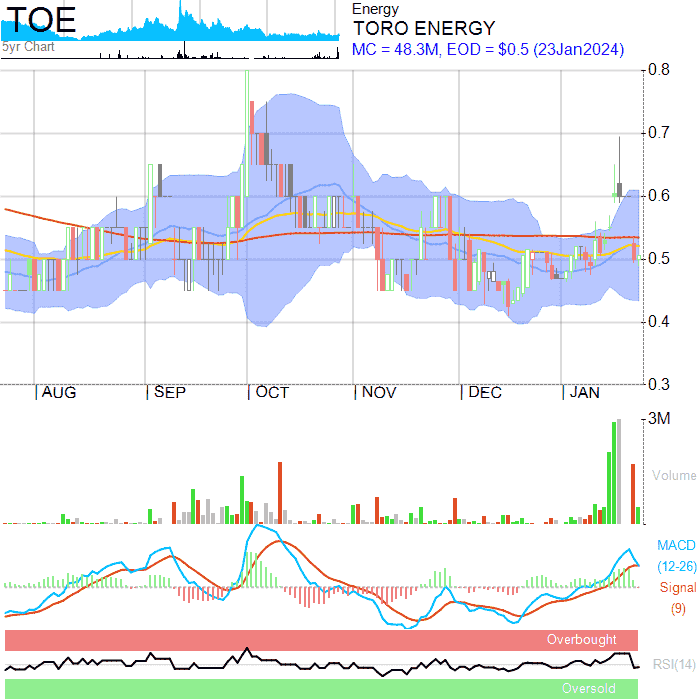 TOE
5yr Chart
Energy
TORO ENERGY
MC = 48.3M, EOD = $0.5 (23Jan2024)
0.8
0.7
0.6
0.5
0.4
0.3
AUG SEP OCT NOV DEC JAN
3M
Volume
MACD
(12-26)
Signal
(9)
Overbought
RSI(14)
Oversold